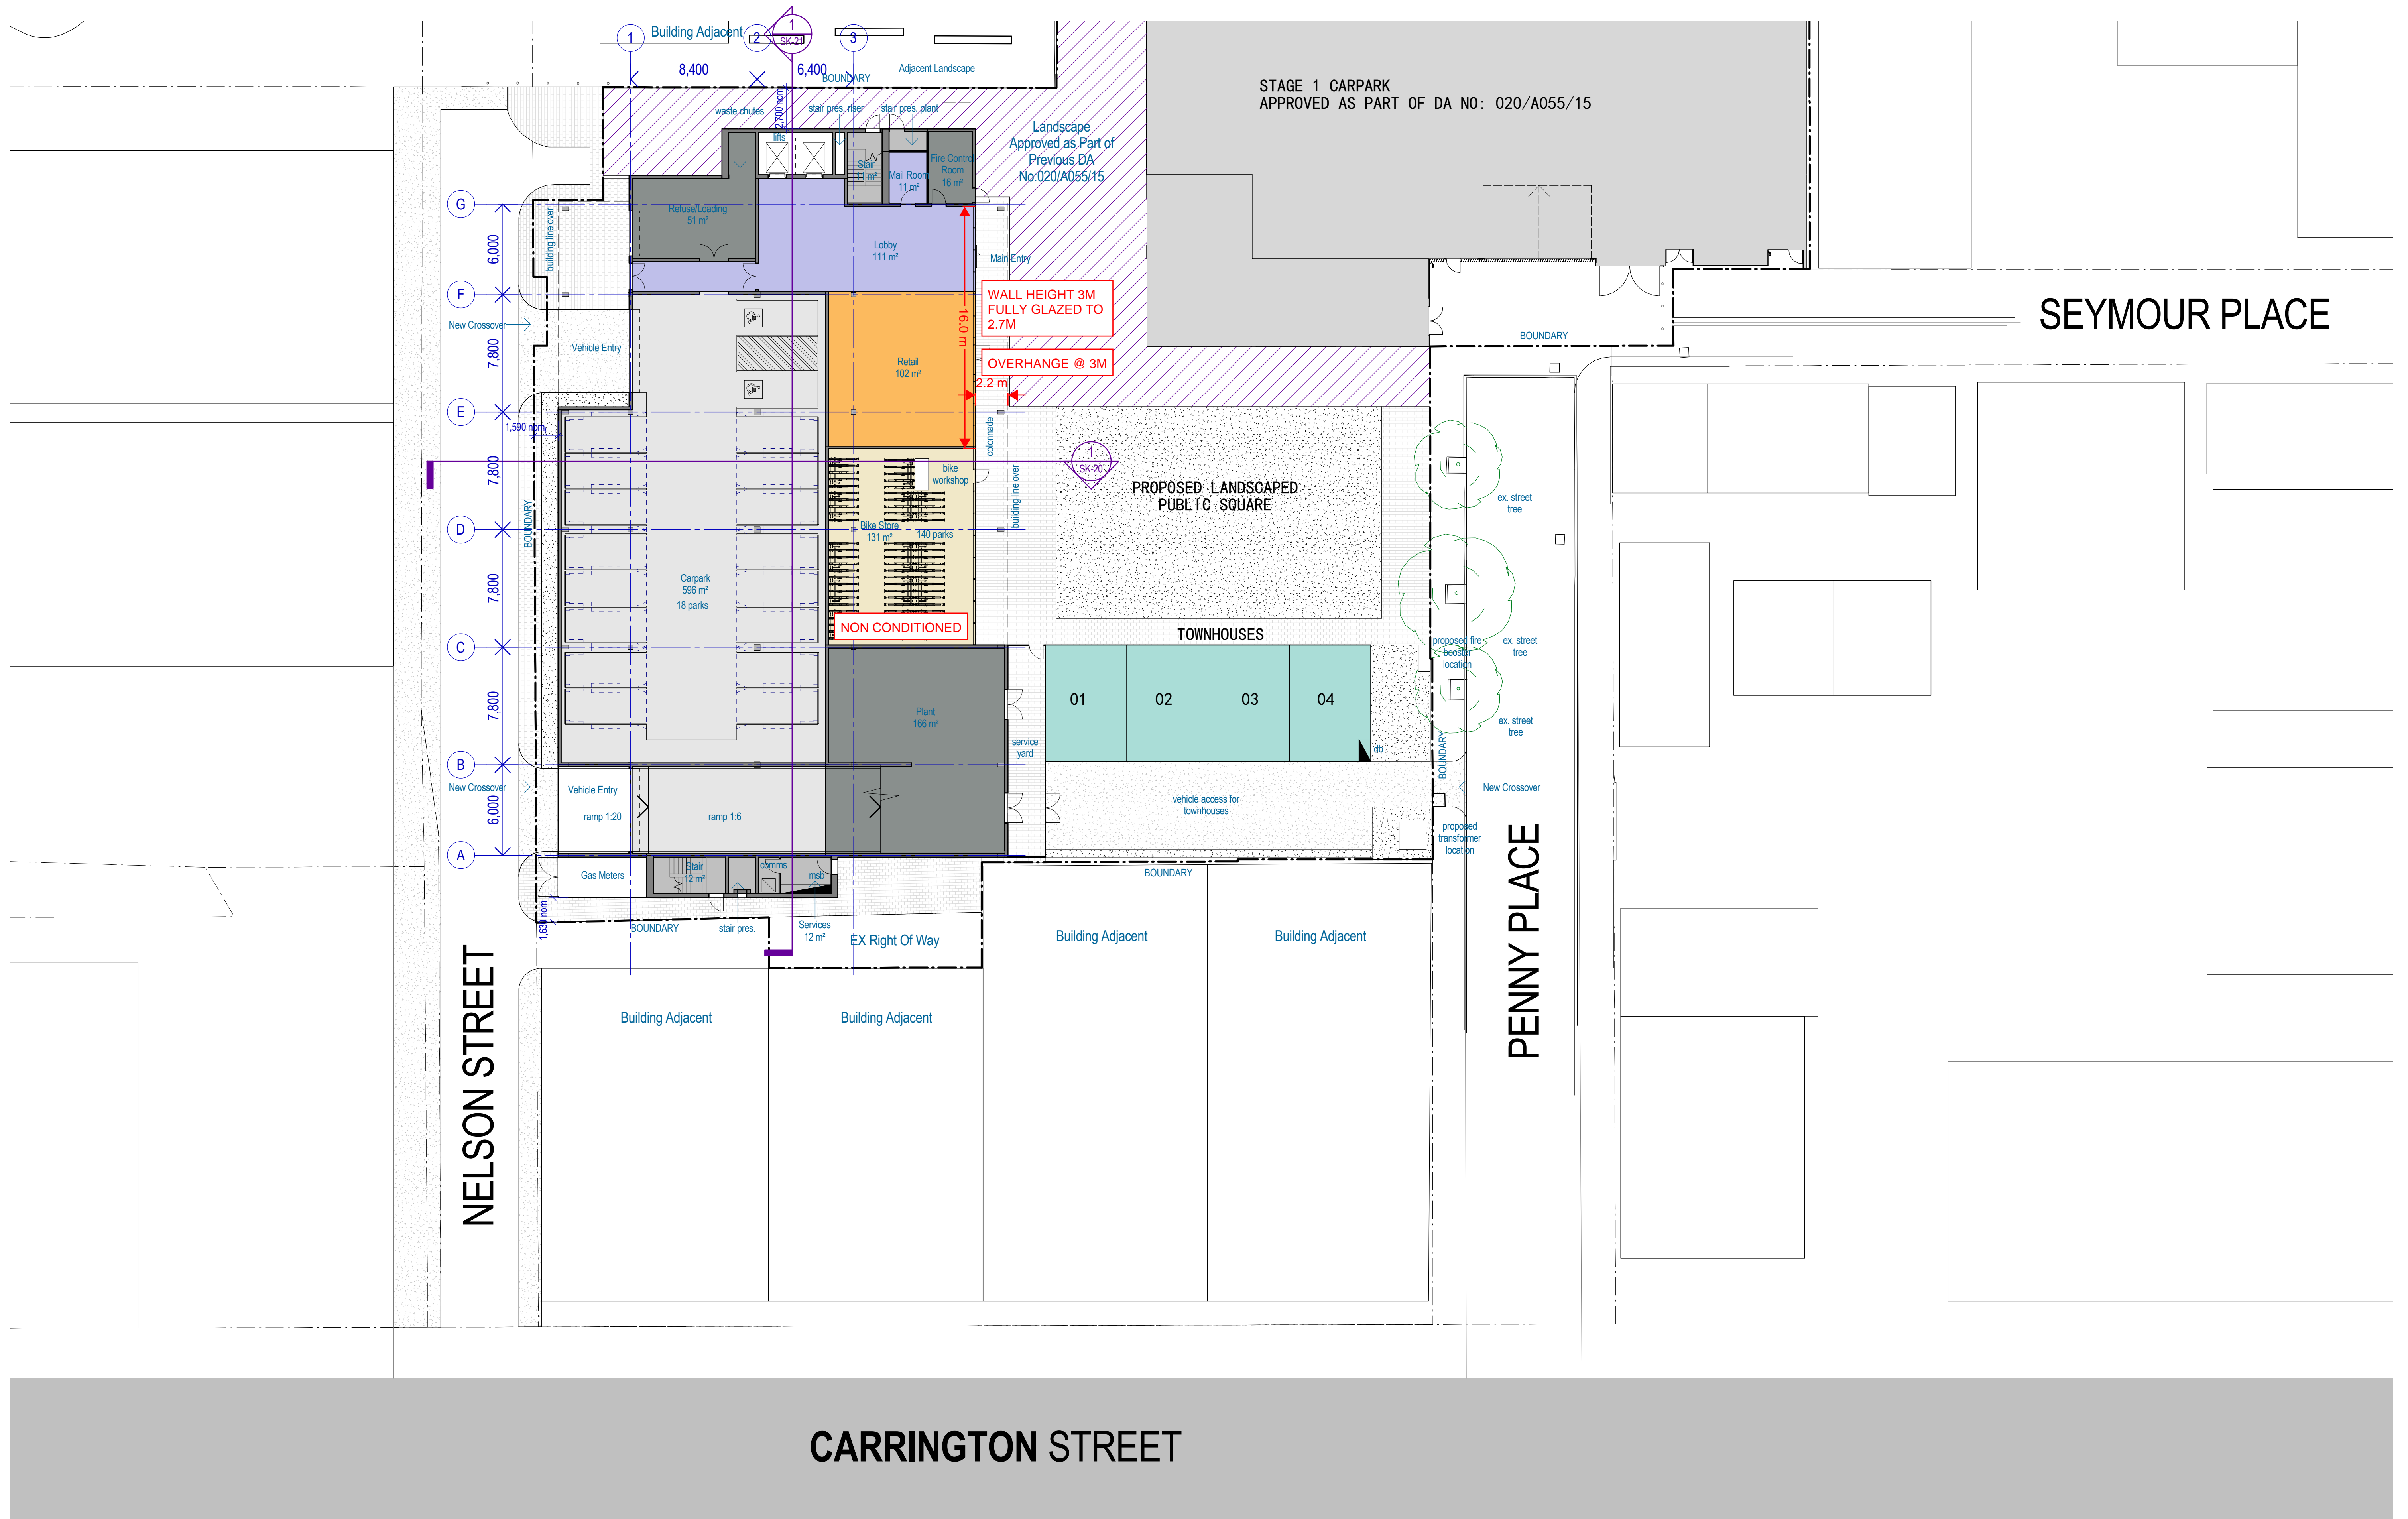 Building Adjacent
1
2
3
1
SK-21
8,400
6,400
BOUNDARY
Adjacent Landscape
STAGE 1 CARPARK
APPROVED AS PART OF DA NO: 020/A055/15
waste chutes
2,700 nom
stair pres. riser
stair pres. plant
lifts
Landscape
Approved as Part of
Previous DA
No:020/A055/15
Stair
11 m²
Mail Room
11 m²
Fire Contro
Room
16 m²
G
Refuse/Loading
51 m²
building line over
6,000
Lobby
111 m²
Main Entry
F
WALL HEIGHT 3M
FULLY GLAZED TO
2.7M
16.0 m
SEYMOUR PLACE
New Crossover
BOUNDARY
Vehicle Entry
7,800
Retail
102 m²
OVERHANGE @ 3M
2.2 m
E
1,590 nom
colonnade
7,800
bike
workshop
1
SK-20
building line over
PROPOSED LANDSCAPED
PUBLIC SQUARE
ex. street
tree
BOUNDARY
D
Bike Store
131 m²
140 parks
Carpark
596 m²
18 parks
7,800
NON CONDITIONED
TOWNHOUSES
C
proposed fire
booster
location
ex. street
tree
01
02
03
04
7,800
Plant
166 m²
ex. street
tree
service
yard
db
BOUNDARY
B
New Crossover
Vehicle Entry
ramp 1:20
ramp 1:6
6,000
vehicle access for
townhouses
New Crossover
proposed
transformer
location
A
Gas Meters
Stair
12 m²
comms
msb
BOUNDARY
1,630 nom
BOUNDARY
stair pres.
Services
12 m²
EX Right Of Way
Building Adjacent
Building Adjacent
Building Adjacent
Building Adjacent
NELSON STREET
PENNY PLACE
CARRINGTON STREET